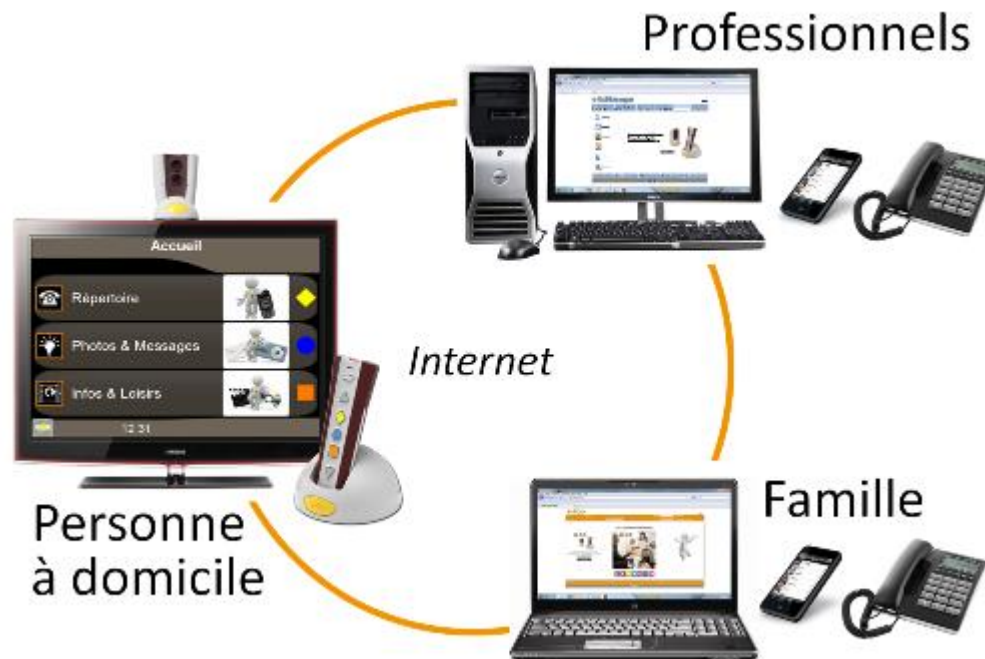 Professionnels
Accueil
Répertoire
Photos & Messages
Infos & Loisirs
12:31
Internet
Personne
à domicile
Famille